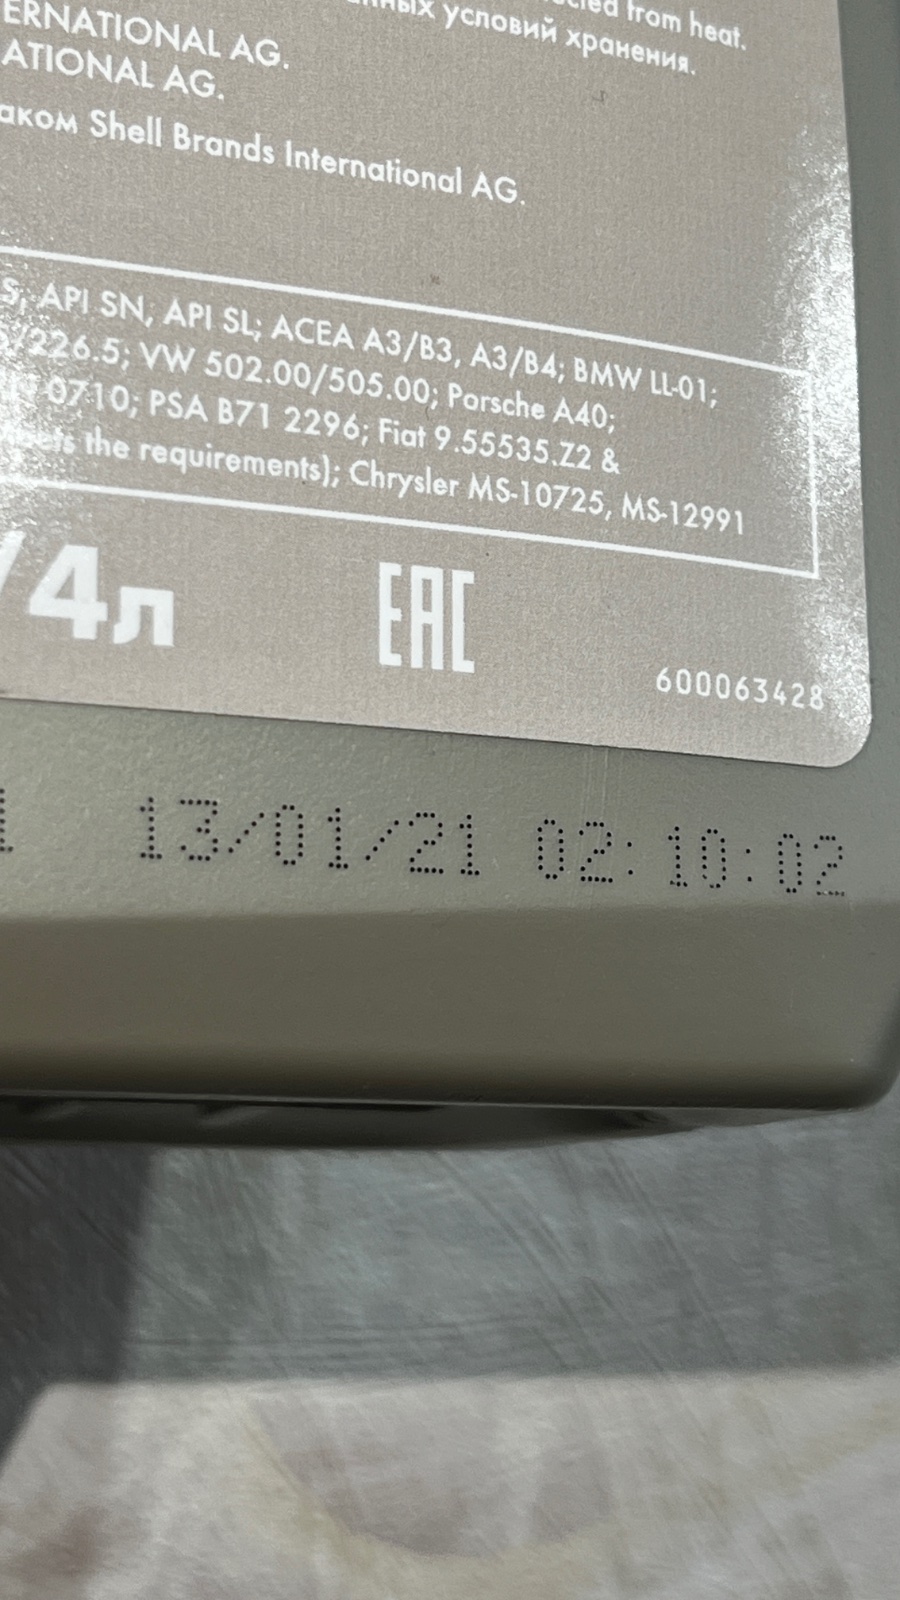 from heat.
условий хранения.
ERNATIONAL AG.
ATIONAL AG.
аком Shell Brands International AG.
S; API SN; API SL; ACEA A3/B3, A3/B4; BMW LL-01;
/226.5; VW 502.00/505.00; Porsche A40;
0710; PSA B71 2296; Fiat 9.55535.Z2 &
the requirements); Chrysler MS-10725, MS-12991
/4л
EAC
600063428
13/01/21 02:10:02